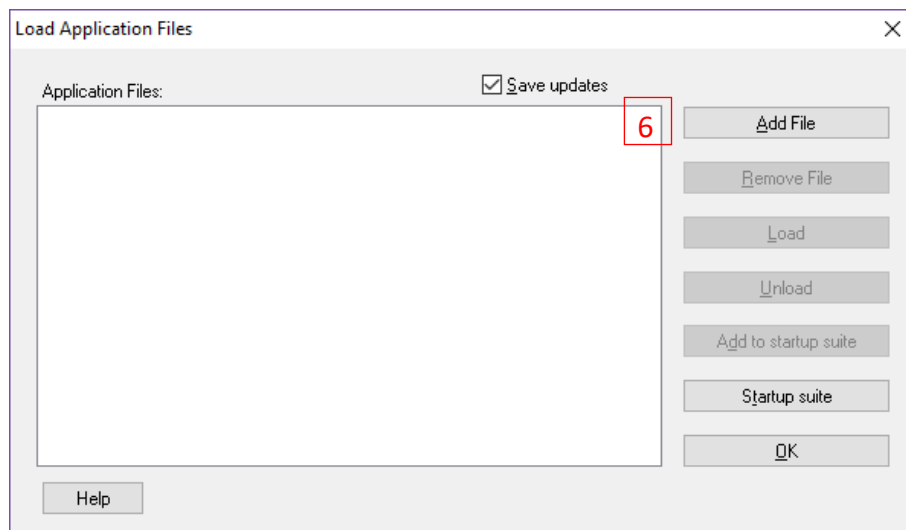 Load Application Files
Application Files:
Save updates
6
Add File
Remove File
Load
Unload
Add to startup suite
Startup suite
OK
Help